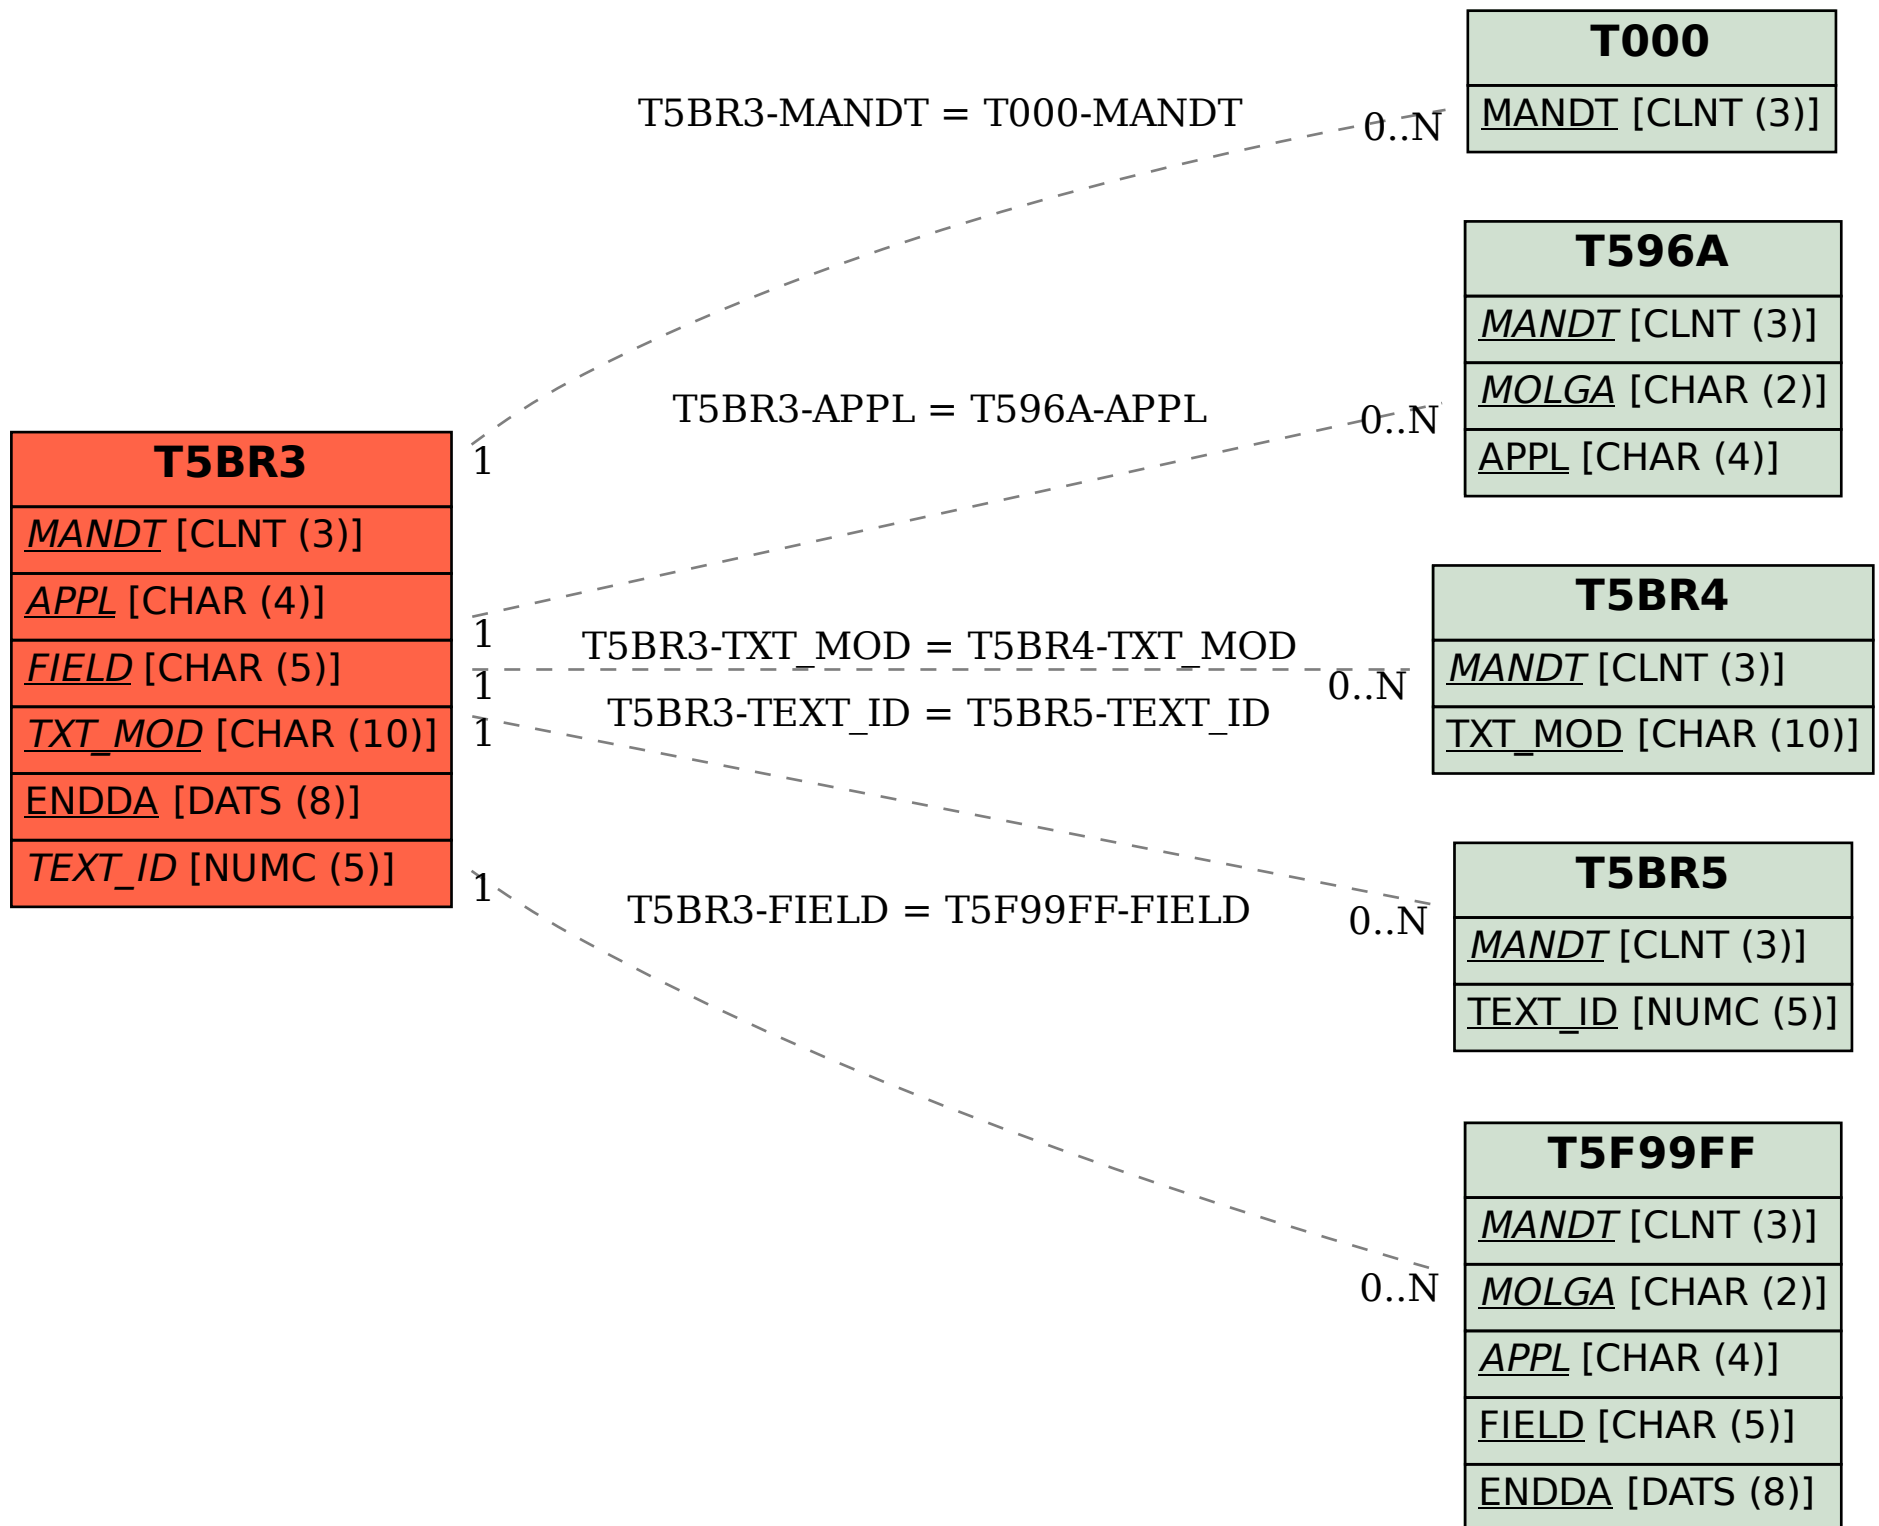 T000
MANDT [CLNT (3)]
T5BR3-MANDT = T000-MANDT
0..N
1
T596A
MANDT [CLNT (3)]
MOLGA [CHAR (2)]
APPL [CHAR (4)]
T5BR3-APPL = T596A-APPL
0..N
1
T5BR3
MANDT [CLNT (3)]
APPL [CHAR (4)]
FIELD [CHAR (5)]
TXT_MOD [CHAR (10)]
ENDDA [DATS (8)]
TEXT_ID [NUMC (5)]
T5BR3-TXT_MOD = T5BR4-TXT_MOD
1
0..N
T5BR4
MANDT [CLNT (3)]
TXT_MOD [CHAR (10)]
T5BR3-TEXT_ID = T5BR5-TEXT_ID
1
0..N
T5BR5
MANDT [CLNT (3)]
TEXT_ID [NUMC (5)]
T5BR3-FIELD = T5F99FF-FIELD
1
0..N
T5F99FF
MANDT [CLNT (3)]
MOLGA [CHAR (2)]
APPL [CHAR (4)]
FIELD [CHAR (5)]
ENDDA [DATS (8)]